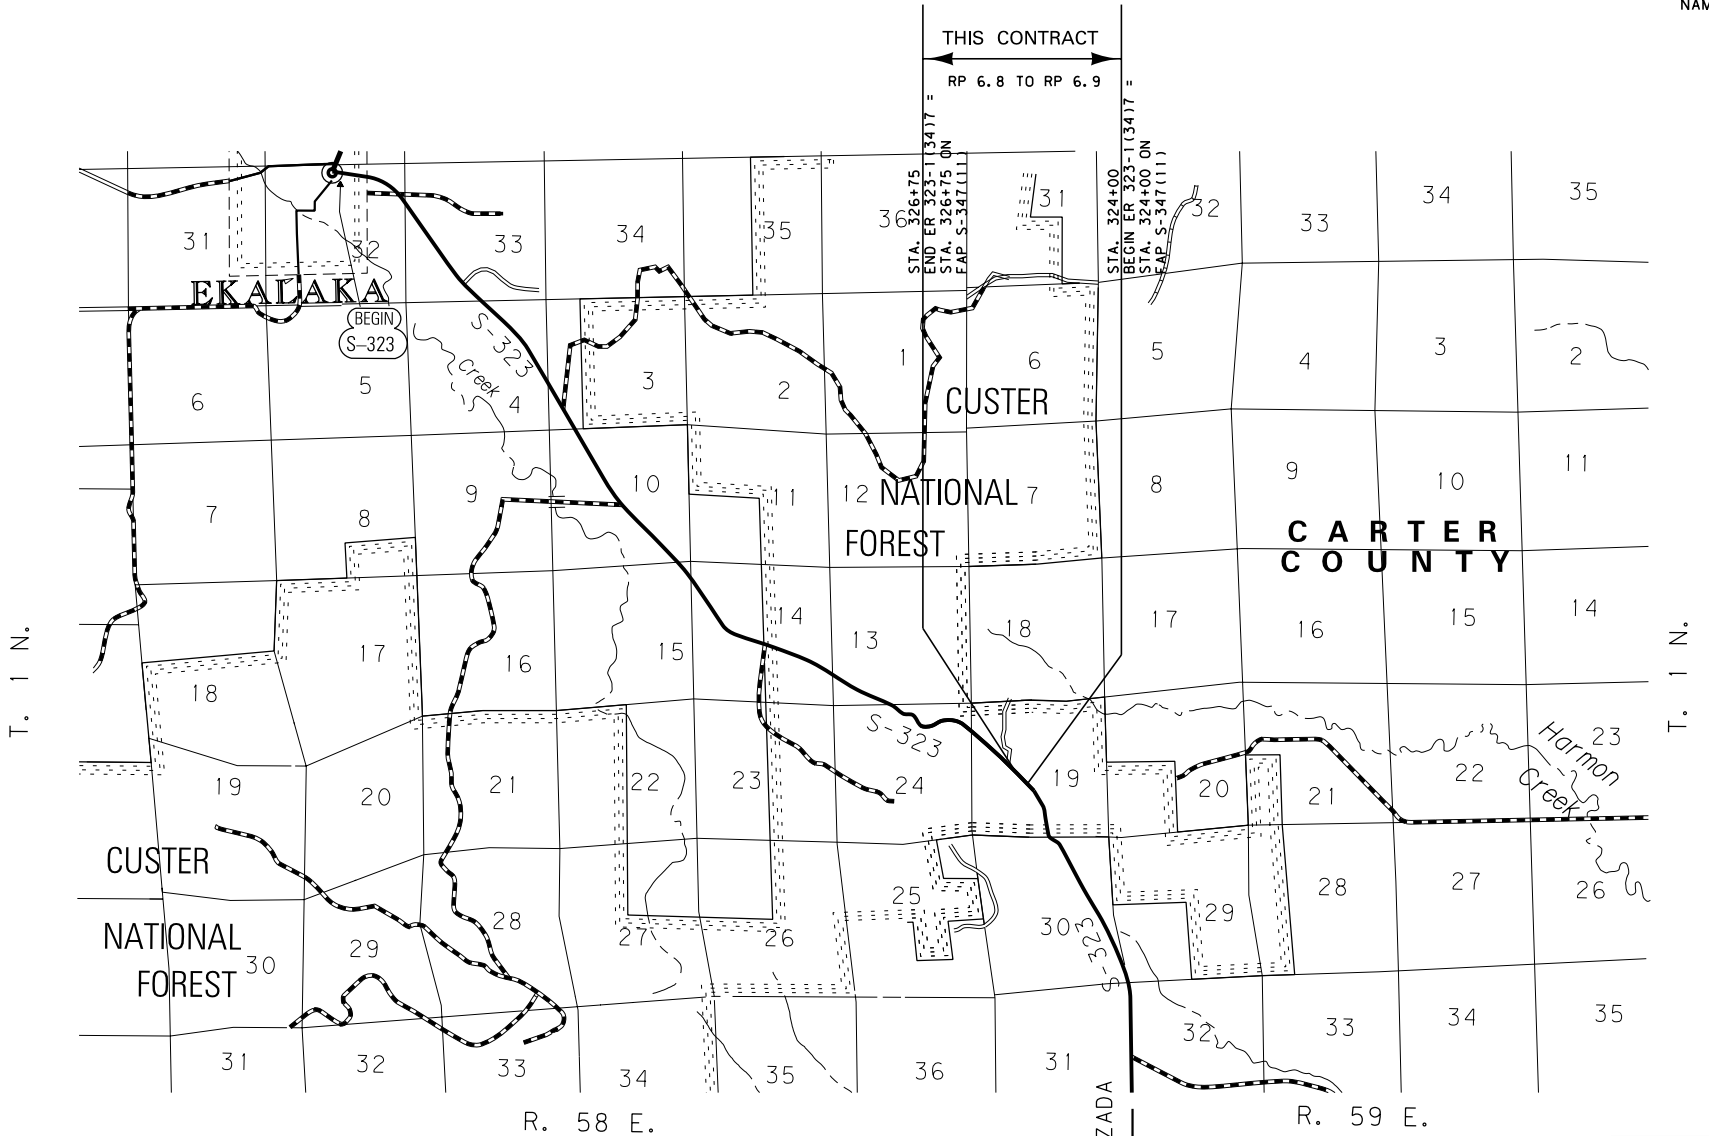 NAM
THIS CONTRACT
RP 6.8 TO RP 6.9
STA. 326+75
END ER 323-1(34)7 =
STA. 326+75 ON
FAP S-347(11)
STA. 324+00
BEGIN ER 323-1(34)7 =
STA. 324+00 ON
FAP S-347(11)
31 32 33 34 35 36 31 32 33 34 35
EKALAKA
BEGIN
S-323
S-323
Creek
6 5 4 3 2 1 6 5 4 3 2
CUSTER
NATIONAL
FOREST
7 8 9 10 11 12 7 8 9 10 11
CARTER
COUNTY
18 17 16 15 14 13 18 17 16 15 14
T. 1 N.
T. 1 N.
S-323
19 20 21 22 23 24 19 20 21 22 23
Harmon
Creek
CUSTER
NATIONAL
FOREST
30 29 28 27 26 25 30 29 28 27 26
S-323
31 32 33 34 35 36 31 32 33 34 35
ZADA
R. 58 E.
R. 59 E.